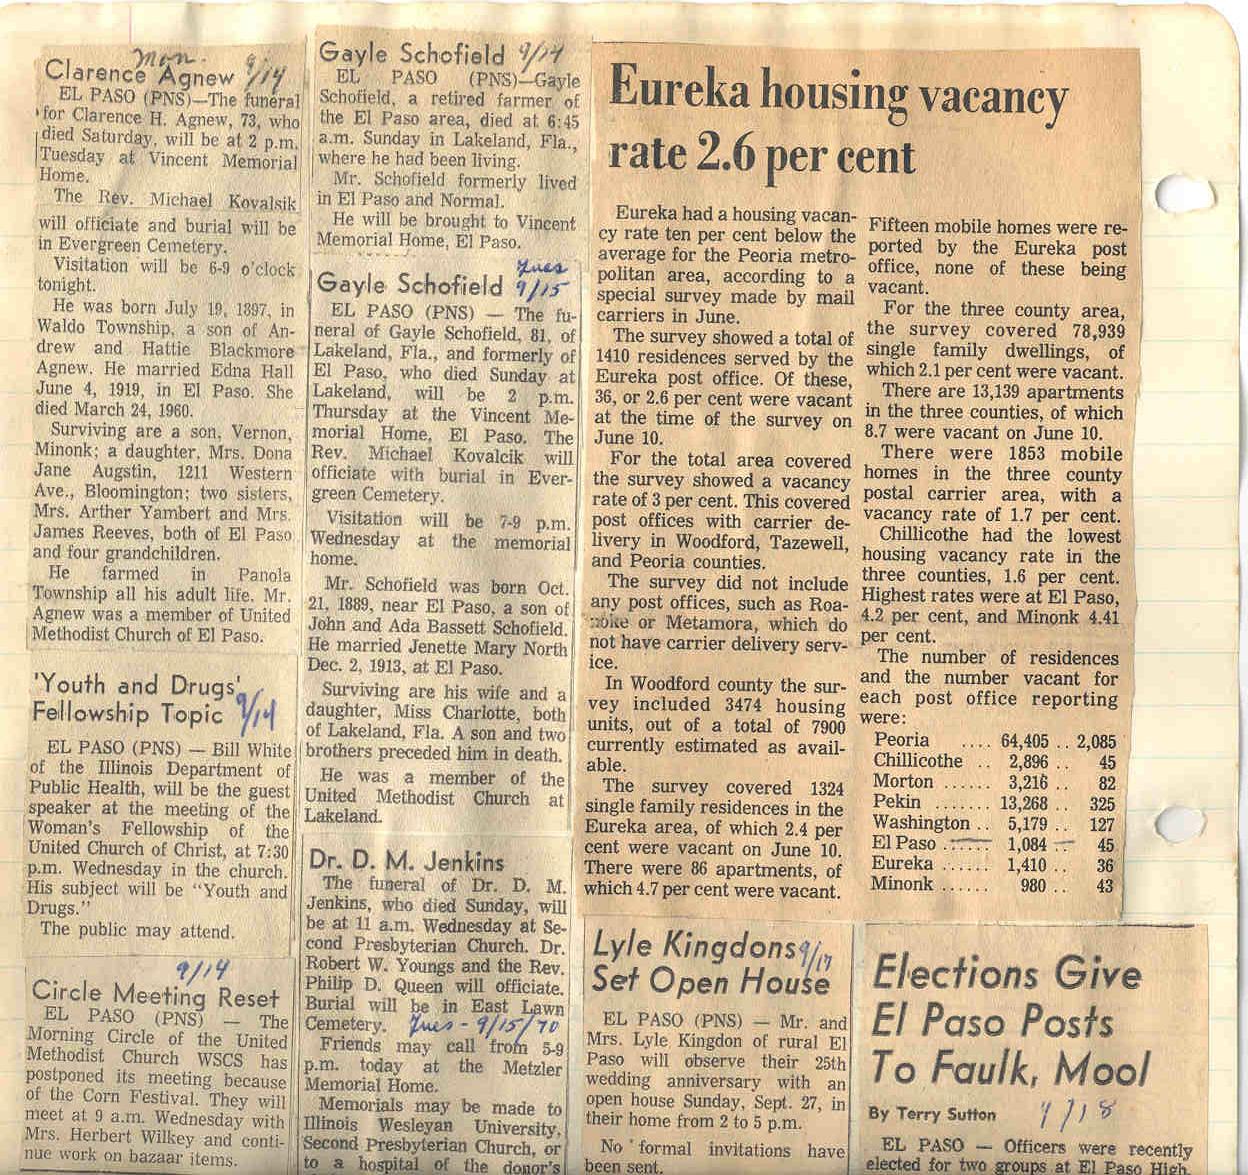 Mon.
Clarence Agnew 9/14
EL PASO (PNS)—The funeral
for Clarence H. Agnew, 73, who
died Saturday, will be at 2 p.m.
Tuesday at Vincent Memorial
Home.
The Rev. Michael Kovalsik
will officiate and burial will be
in Evergreen Cemetery.
Visitation will be 6-9 o'clock
tonight.
He was born July 19, 1897, in
Waldo Township, a son of An-
drew and Hattie Blackmore
Agnew. He married Edna Hall
June 4, 1919, in El Paso. She
died March 24, 1960.
Surviving are a son, Vernon,
Minonk; a daughter, Mrs. Dona
Jane Augstin, 1211 Western
Ave., Bloomington; two sisters,
Mrs. Arther Yambert and Mrs.
James Reeves, both of El Paso
and four grandchildren.
He farmed in Panola
Township all his adult life. Mr.
Agnew was a member of United
Methodist Church of El Paso.
'Youth and Drugs'
Fellowship Topic 9/14
EL PASO (PNS) — Bill White
of the Illinois Department of
Public Health, will be the guest
speaker at the meeting of the
Woman's Fellowship of the
United Church of Christ, at 7:30
p.m. Wednesday in the church.
His subject will be "Youth and
Drugs."
The public may attend.
9/14
Circle Meeting Reset
EL PASO (PNS) — The
Morning Circle of the United
Methodist Church WSCS has
postponed its meeting because
of the Corn Festival. They will
meet at 9 a.m. Wednesday with
Mrs. Herbert Wilkey and conti-
nue work on bazaar items.
Gayle Schofield 9/14
EL PASO (PNS)—Gayle
Schofield, a retired farmer of
the El Paso area, died at 6:45
a.m. Sunday in Lakeland, Fla.,
where he had been living.
Mr. Schofield formerly lived
in El Paso and Normal.
He will be brought to Vincent
Memorial Home, El Paso.
Tues
Gayle Schofield 9/15
EL PASO (PNS) — The fu-
neral of Gayle Schofield, 81, of
Lakeland, Fla., and formerly of
El Paso, who died Sunday at
Lakeland, will be 2 p.m.
Thursday at the Vincent Me-
morial Home, El Paso. The
Rev. Michael Kovalcik will
officiate with burial in Ever-
green Cemetery.
Visitation will be 7-9 p.m.
Wednesday at the memorial
home.
Mr. Schofield was born Oct.
21, 1889, near El Paso, a son of
John and Ada Bassett Schofield.
He married Jenette Mary North
Dec. 2, 1913, at El Paso.
Surviving are his wife and a
daughter, Miss Charlotte, both
of Lakeland, Fla. A son and two
brothers preceded him in death.
He was a member of the
United Methodist Church at
Lakeland.
Dr. D. M. Jenkins
The funeral of Dr. D. M.
Jenkins, who died Sunday, will
be at 11 a.m. Wednesday at Se-
cond Presbyterian Church. Dr.
Robert W. Youngs and the Rev.
Philip D. Queen will officiate.
Burial will be in East Lawn
Cemetery. Tues - 9/15/70
Friends may call from 5-9
p.m. today at the Metzler
Memorial Home.
Memorials may be made to
Illinois Wesleyan University,
Second Presbyterian Church, or
to a hospital of the donor's
Eureka housing vacancy
rate 2.6 per cent
Eureka had a housing vacan-
cy rate ten per cent below the
average for the Peoria metro-
politan area, according to a
special survey made by mail
carriers in June.
The survey showed a total of
1410 residences served by the
Eureka post office. Of these,
36, or 2.6 per cent were vacant
at the time of the survey on
June 10.
For the total area covered
the survey showed a vacancy
rate of 3 per cent. This covered
post offices with carrier de-
livery in Woodford, Tazewell,
and Peoria counties.
The survey did not include
any post offices, such as Roa-
noke or Metamora, which do
not have carrier delivery serv-
ice.
In Woodford county the sur-
vey included 3474 housing
units, out of a total of 7900
currently estimated as avail-
able.
The survey covered 1324
single family residences in the
Eureka area, of which 2.4 per
cent were vacant on June 10.
There were 86 apartments, of
which 4.7 per cent were vacant.
Fifteen mobile homes were re-
ported by the Eureka post
office, none of these being
vacant.
For the three county area,
the survey covered 78,939
single family dwellings, of
which 2.1 per cent were vacant.
There are 13,139 apartments
in the three counties, of which
8.7 were vacant on June 10.
There were 1853 mobile
homes in the three county
postal carrier area, with a
vacancy rate of 1.7 per cent.
Chillicothe had the lowest
housing vacancy rate in the
three counties, 1.6 per cent.
Highest rates were at El Paso,
4.2 per cent, and Minonk 4.41
per cent.
The number of residences
and the number vacant for
each post office reporting
were:
Peoria .... 64,405 .. 2,085
Chillicothe .. 2,896 .. 45
Morton ...... 3,216 .. 82
Pekin ....... 13,268 .. 325
Washington .. 5,179 .. 127
El Paso ...... 1,084 .. 45
Eureka ...... 1,410 .. 36
Minonk ...... 980 .. 43
Lyle Kingdons 9/17
Set Open House
EL PASO (PNS) — Mr. and
Mrs. Lyle Kingdon of rural El
Paso will observe their 25th
wedding anniversary with an
open house Sunday, Sept. 27, in
their home from 2 to 5 p.m.
No formal invitations have
been sent.
Elections Give
El Paso Posts
To Faulk, Mool
By Terry Sutton 9/18
EL PASO — Officers were recently
elected for two groups at El Paso High